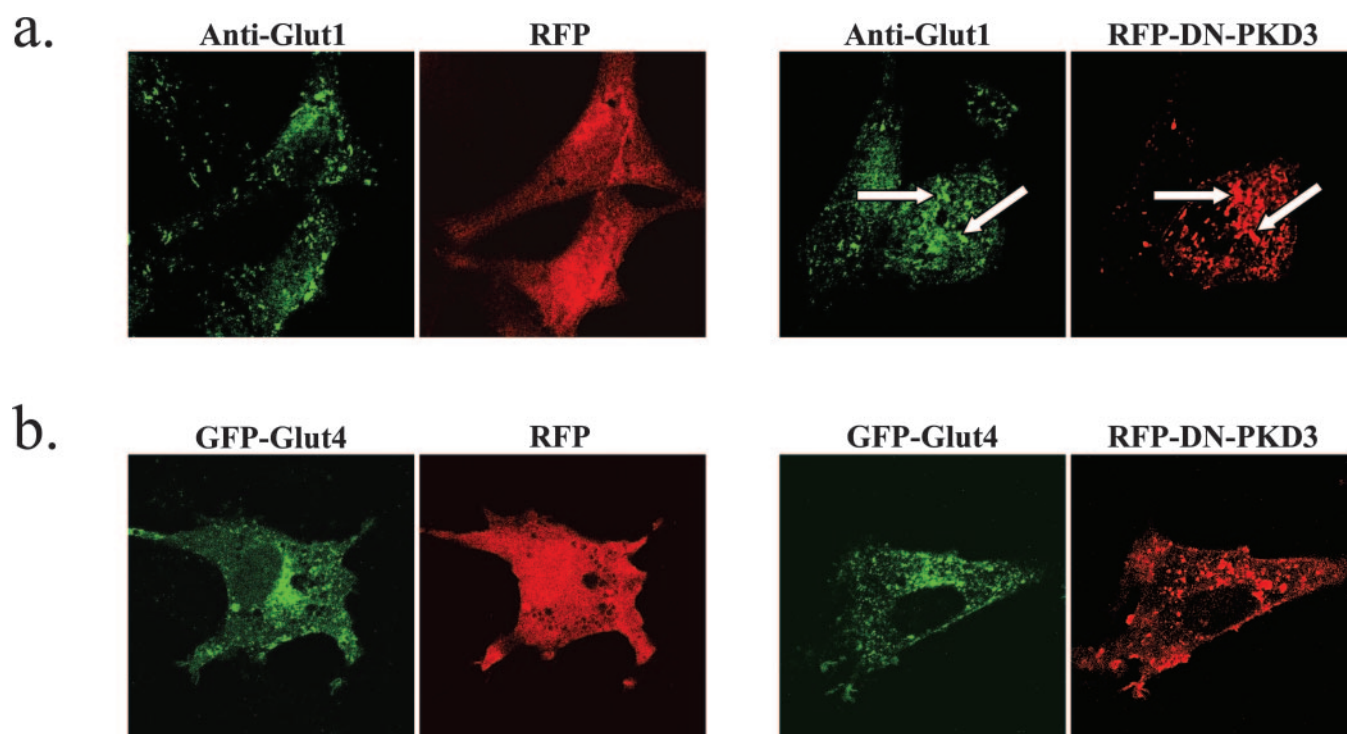 a.
Anti-Glut1 RFP Anti-Glut1 RFP-DN-PKD3
b.
GFP-Glut4 RFP GFP-Glut4 RFP-DN-PKD3